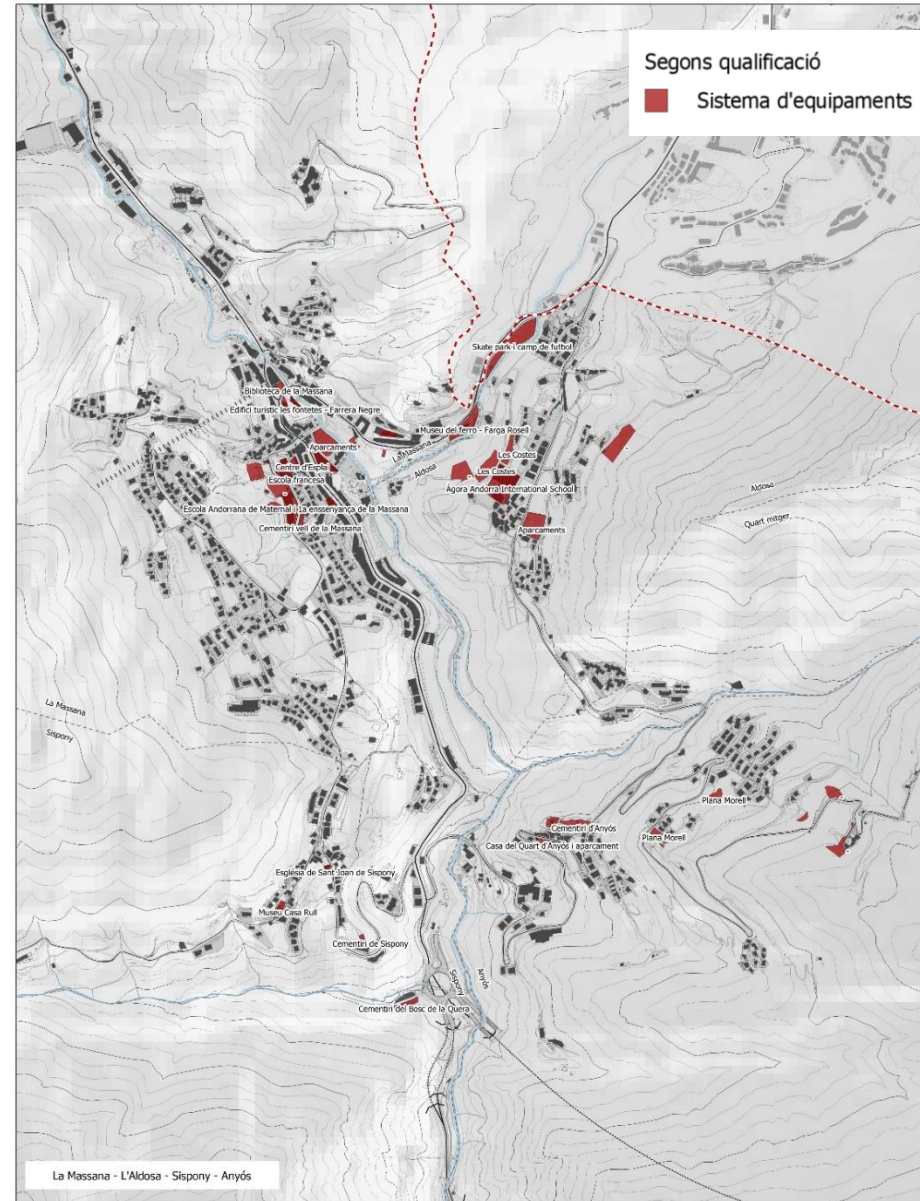 Segons qualificació
Sistema d'equipaments
Skate park i camp de futbol
Biblioteca de la Massana
Edifici turístic les fontetes - Farrera Negre
Museu del ferro - Farga Rosell
Aparcaments
La Massana
Aldosa
Les Costes
Centre d'Esplai
Les Costes
Escola francesa
Agora Andorra International School
Aldosa
Escola Andorrana de Maternal i 1a enssenyança de la Massana
Quart mitger
Cementiri vell de la Massana
Aparcaments
La Massana
Sispony
Plana Morell
Cementiri d'Anyós
Plana Morell
Casa del Quart d'Anyós i aparcament
Església de Sant Joan de Sispony
Museu Casa Rull
Cementiri de Sispony
Sispony
Anyós
Cementiri del Bosc de la Quera
La Massana - L'Aldosa - Sispony - Anyós